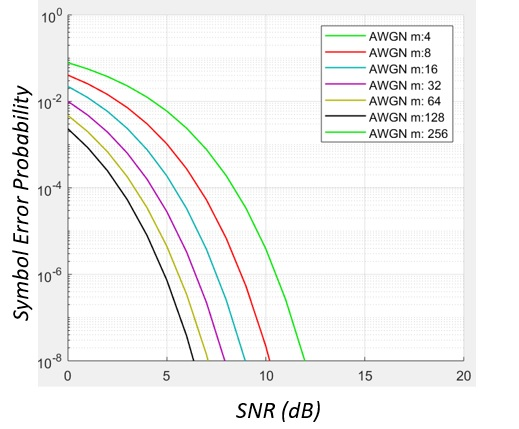 10^0
10^-2
10^-4
10^-6
10^-8
Symbol Error Probability
AWGN m:4
AWGN m:8
AWGN m:16
AWGN m: 32
AWGN m: 64
AWGN m:128
AWGN m: 256
0 5 10 15 20
SNR (dB)